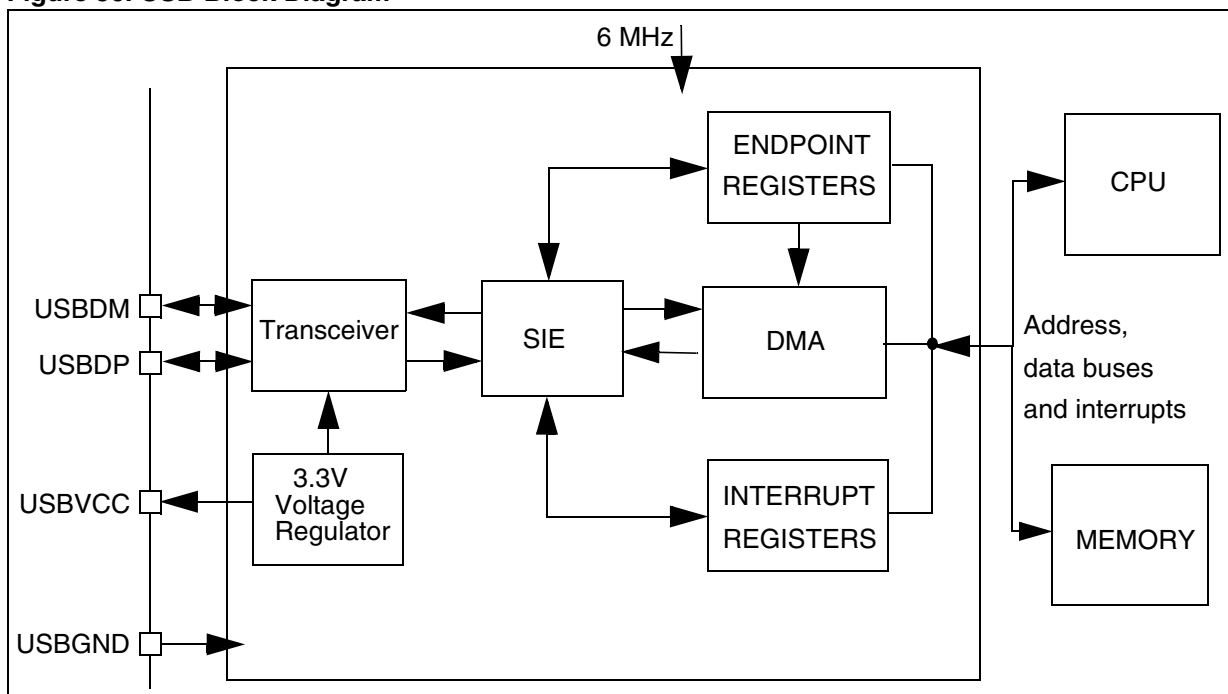 Figure USB Block Diagram
6 MHz
ENDPOINT
REGISTERS
CPU
USBDM
Transceiver
SIE
DMA
Address,
data buses
and interrupts
USBDP
3.3V
Voltage
Regulator
USBVCC
INTERRUPT
REGISTERS
MEMORY
USBGND